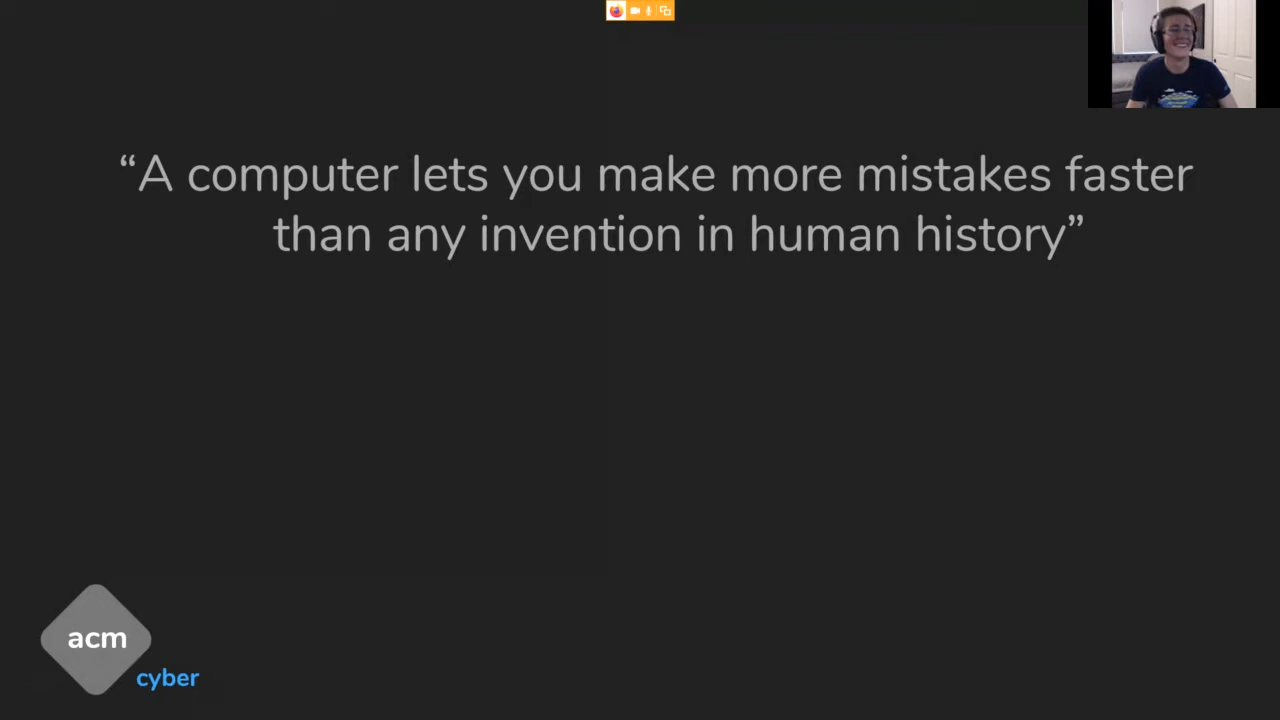 “A computer lets you make more mistakes faster
than any invention in human history”
acm
cyber